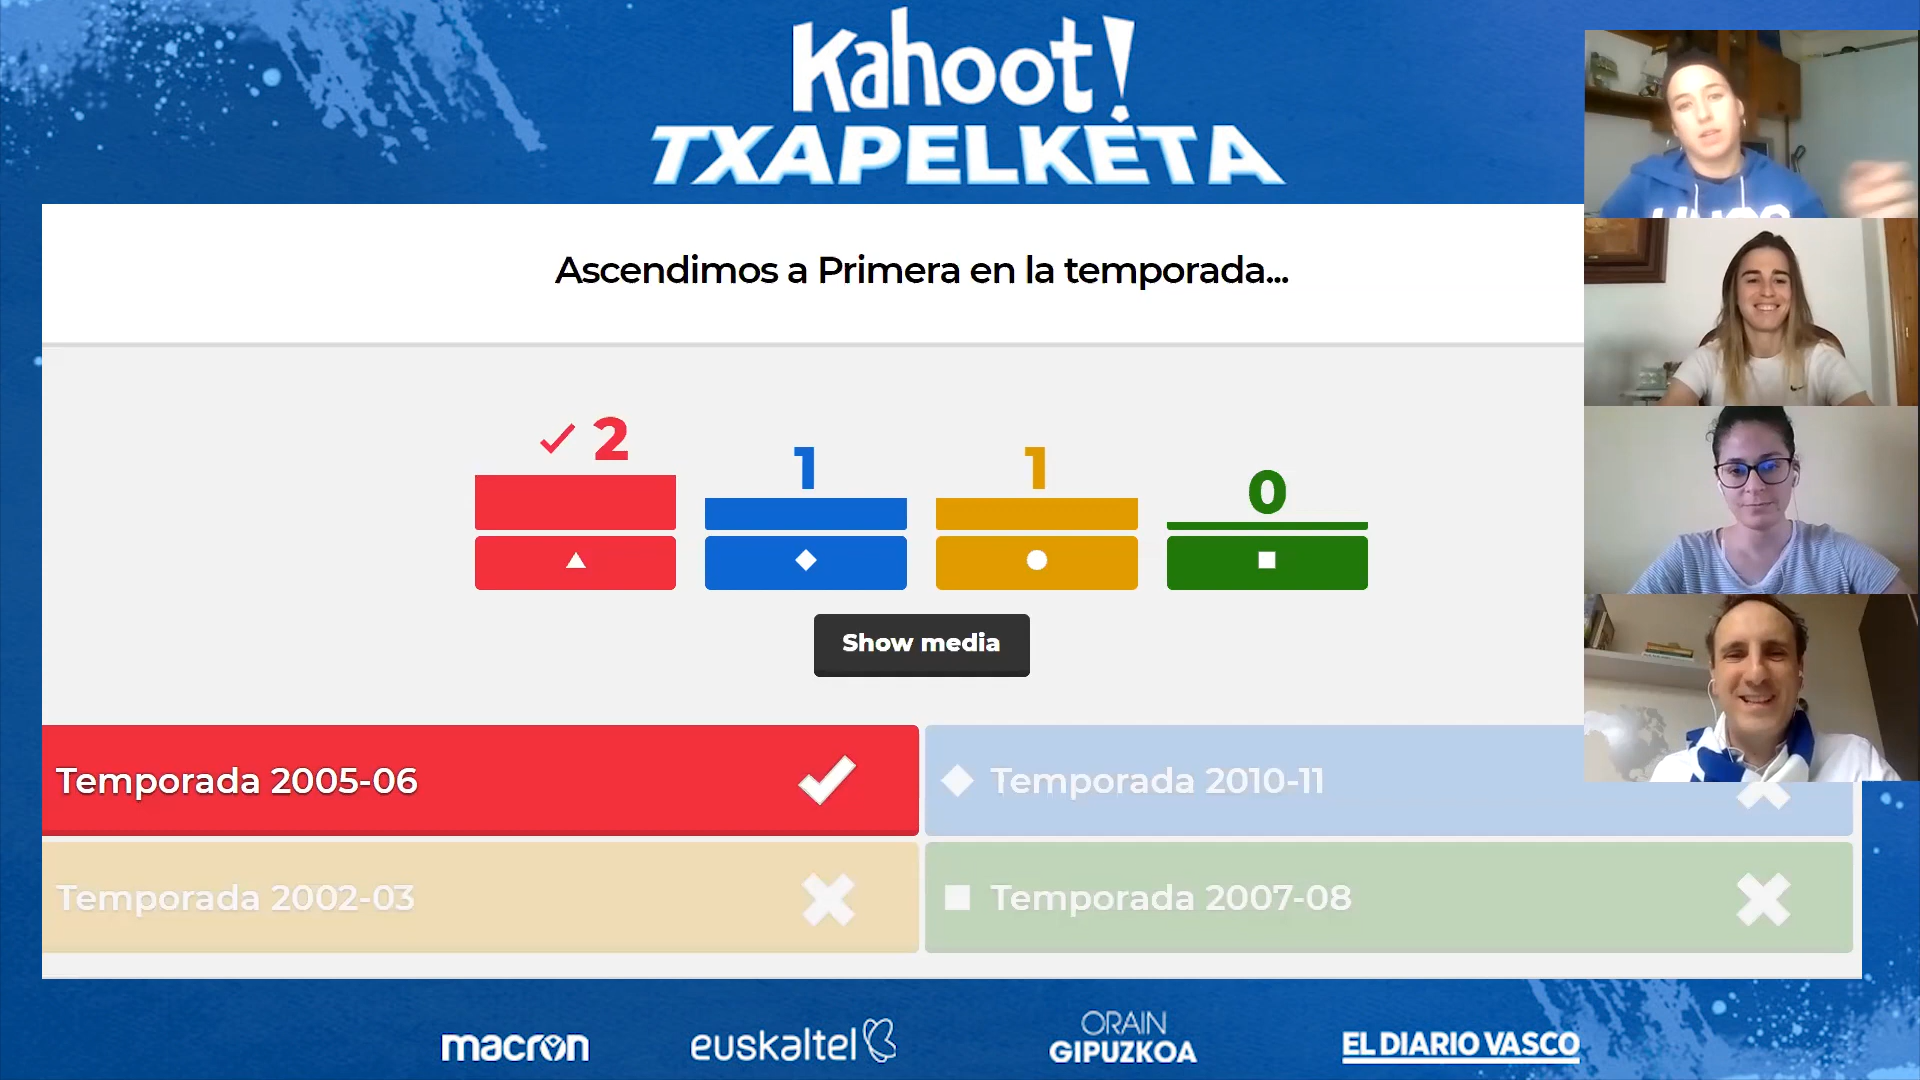 Kahoot!
TXAPELKETA
Ascendimos a Primera en la temporada...
2
1
1
0
Show media
Temporada 2005-06
Temporada 2010-11
Temporada 2002-03
Temporada 2007-08
macron
euskaltel
ORAIN
GIPUZKOA
EL DIARIO VASCO